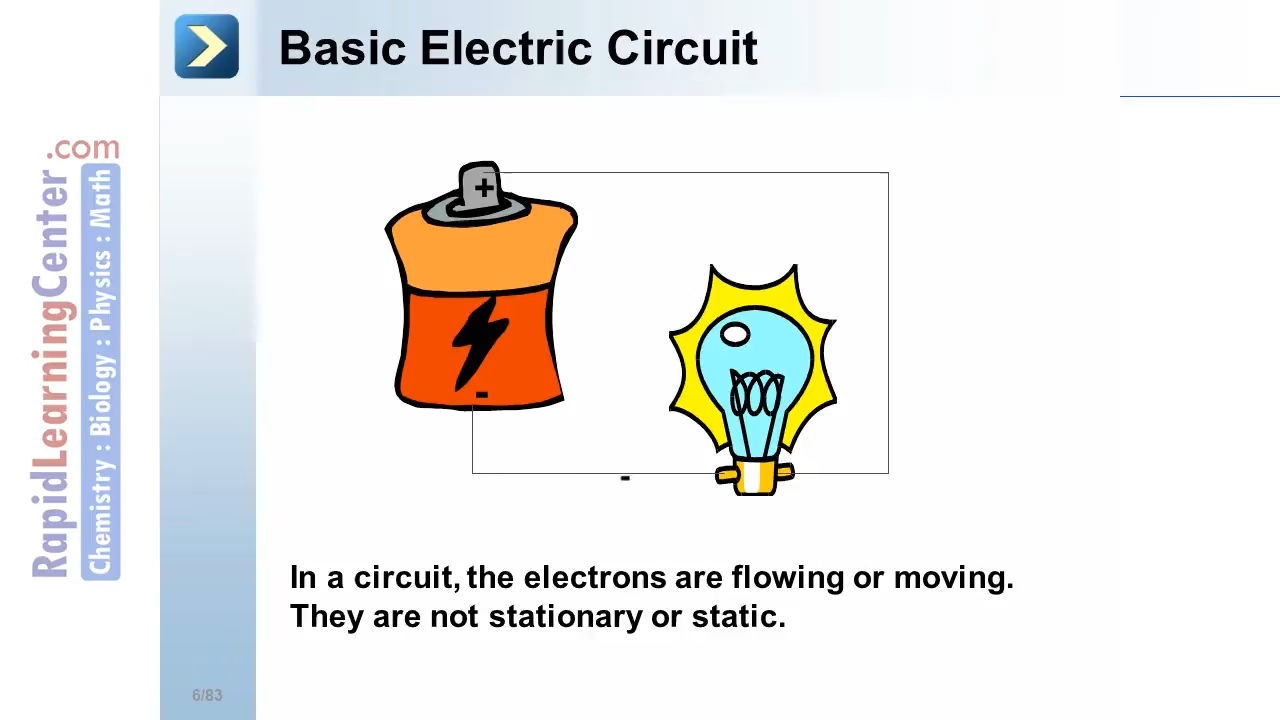 Basic Electric Circuit
RapidLearningCenter.com
Chemistry : Biology : Physics : Math
+
-
-
In a circuit, the electrons are flowing or moving.
They are not stationary or static.
6/83